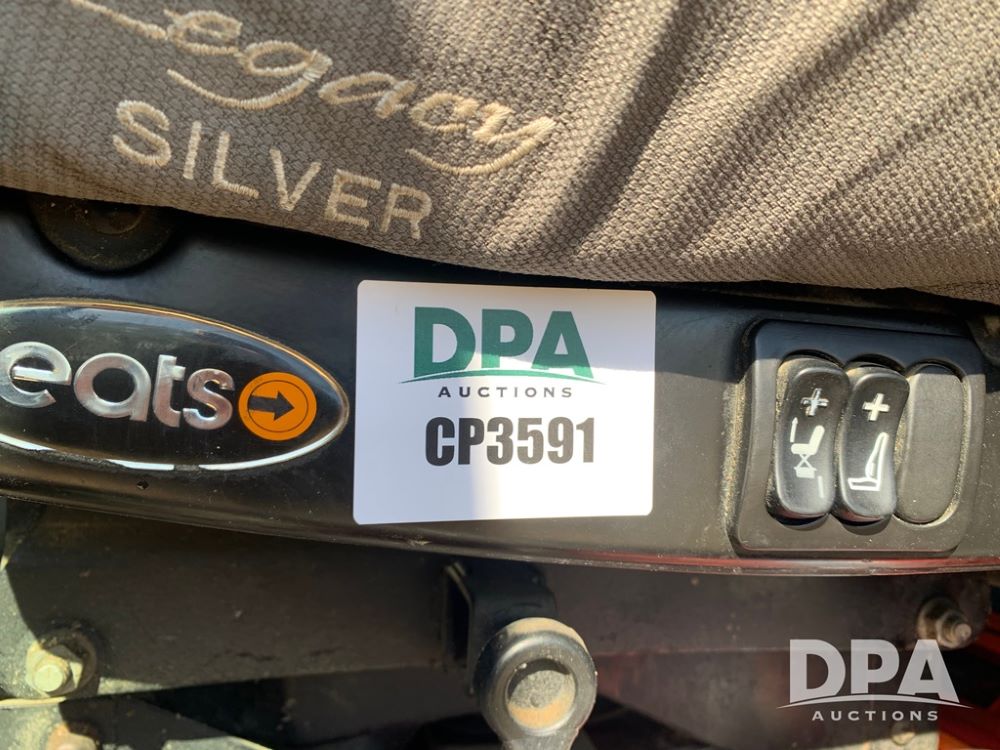 Legacy
SILVER
eats
DPA
AUCTIONS
CP3591
DPA
AUCTIONS